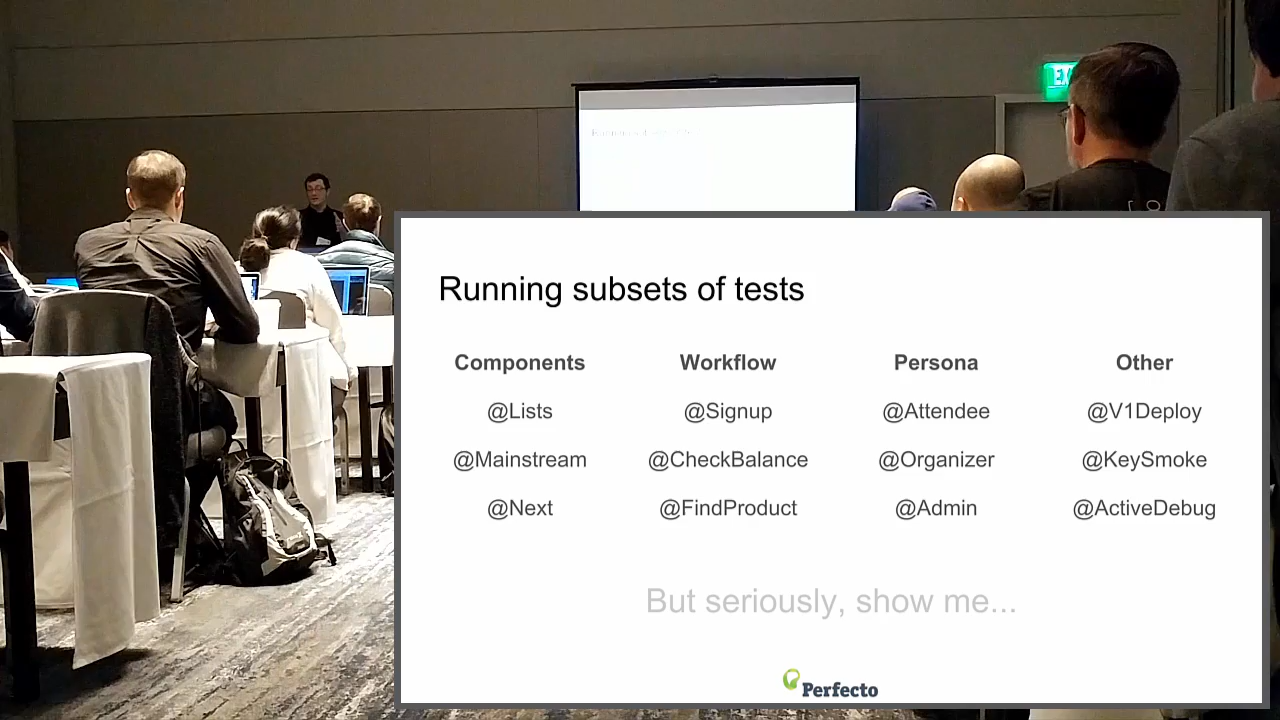 Running subsets of tests
Components Workflow Persona Other
@Lists @Signup @Attendee @V1Deploy
@Mainstream @CheckBalance @Organizer @KeySmoke
@Next @FindProduct @Admin @ActiveDebug
But seriously, show me...
Perfecto